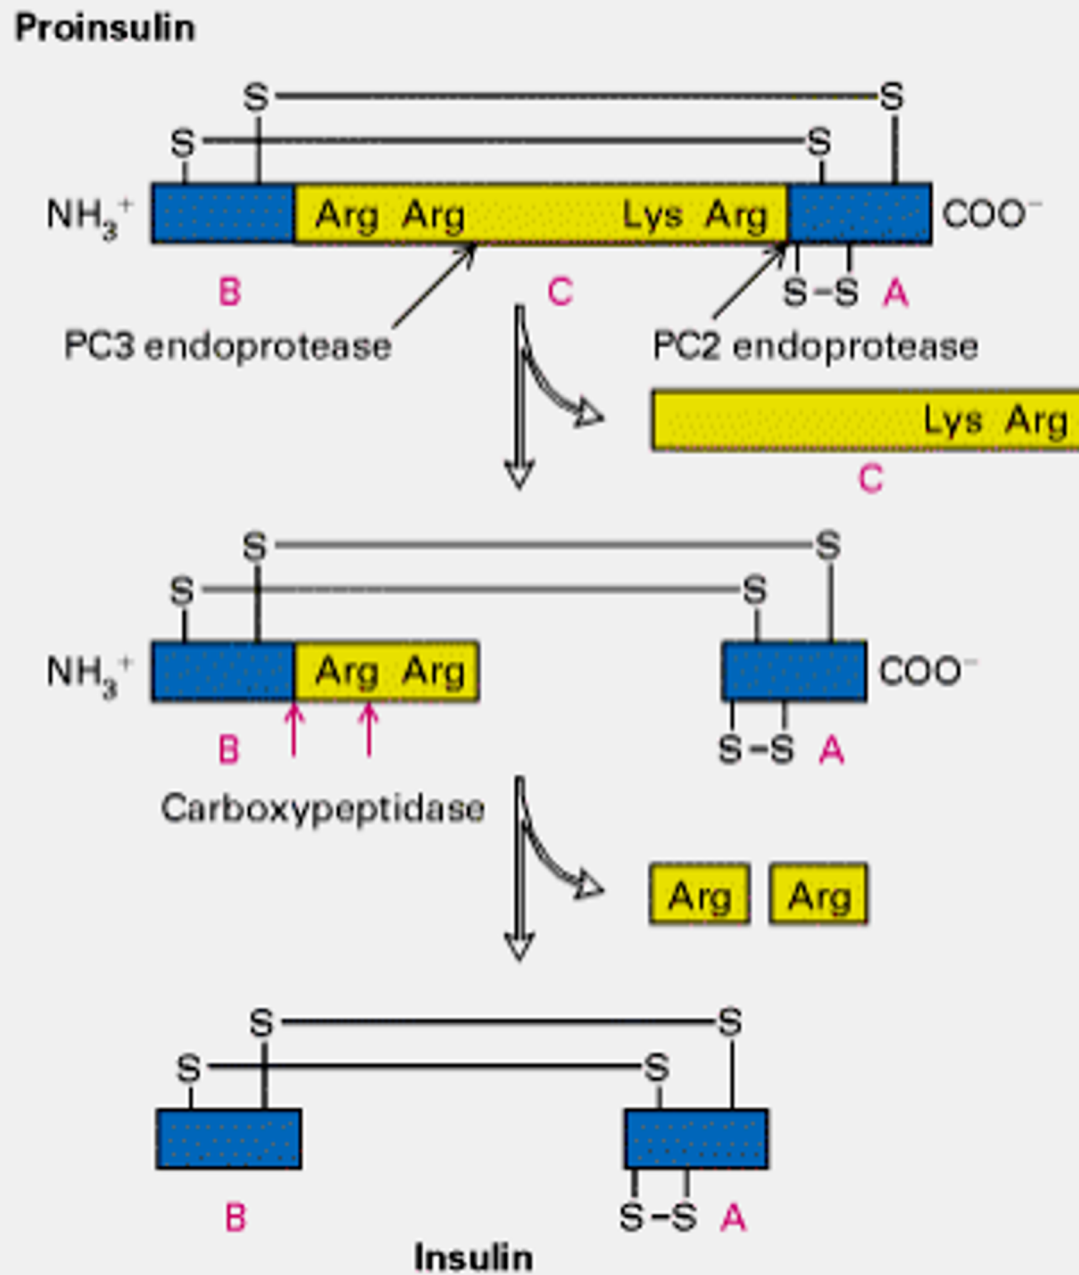 Proinsulin
S S
S S
NH₃⁺ Arg Arg Lys Arg COO⁻
B C S-S A
PC3 endoprotease PC2 endoprotease
Lys Arg
C
S S
S S
NH₃⁺ Arg Arg COO⁻
B S-S A
Carboxypeptidase
Arg Arg
S S
S S
B S-S A
Insulin